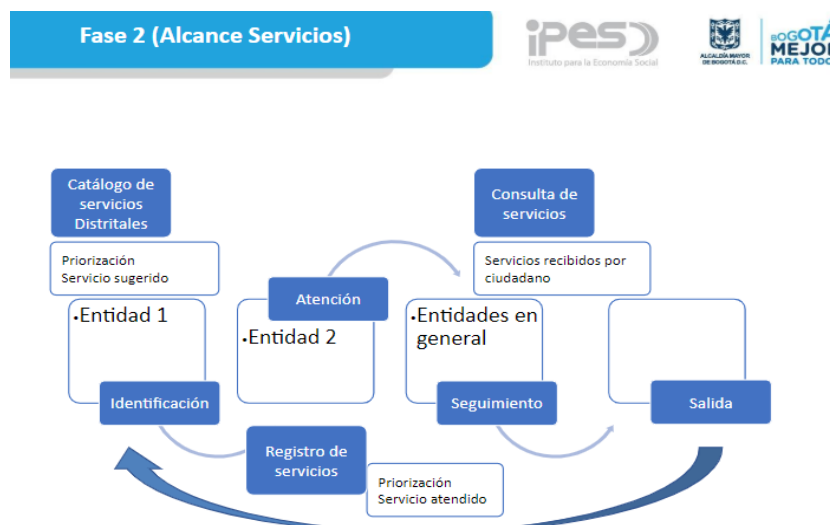 Fase 2 (Alcance Servicios)
ipes
Instituto para la Economía Social
ALCALDÍA MAYOR
DE BOGOTÁ D.C.
BOGOTÁ
MEJOR
PARA TODOS
Catálogo de
servicios
Distritales
Priorización
Servicio sugerido
Consulta de
servicios
Servicios recibidos por
ciudadano
Atención
•Entidad 1
•Entidad 2
•Entidades en
general
Identificación
Seguimiento
Salida
Registro de
servicios
Priorización
Servicio atendido